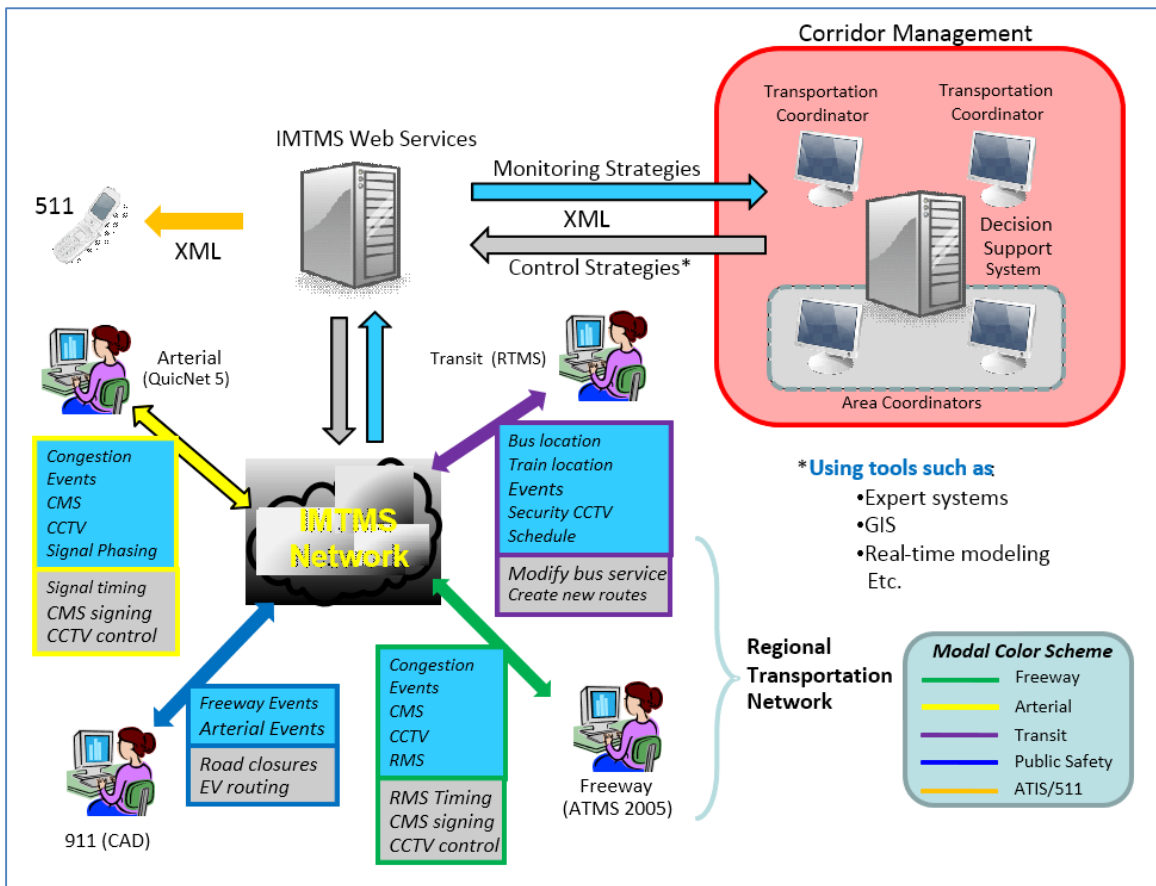 Corridor Management
Transportation
Coordinator
Transportation
Coordinator
IMTMS Web Services
Monitoring Strategies
511
XML
XML
Decision
Support
System
Control Strategies*
Arterial
(QuicNet 5)
Transit (RTMS)
Area Coordinators
Congestion
Events
CMS
CCTV
Signal Phasing
Signal timing
CMS signing
CCTV control
Bus location
Train location
Events
Security CCTV
Schedule
Modify bus service
Create new routes
*Using tools such as:
•Expert systems
•GIS
•Real-time modeling
Etc.
IMTMS
Network
Freeway Events
Arterial Events
Road closures
EV routing
Congestion
Events
CMS
CCTV
RMS
RMS Timing
CMS signing
CCTV control
Regional
Transportation
Network
Modal Color Scheme
Freeway
Arterial
Transit
Public Safety
ATIS/511
Freeway
(ATMS 2005)
911 (CAD)